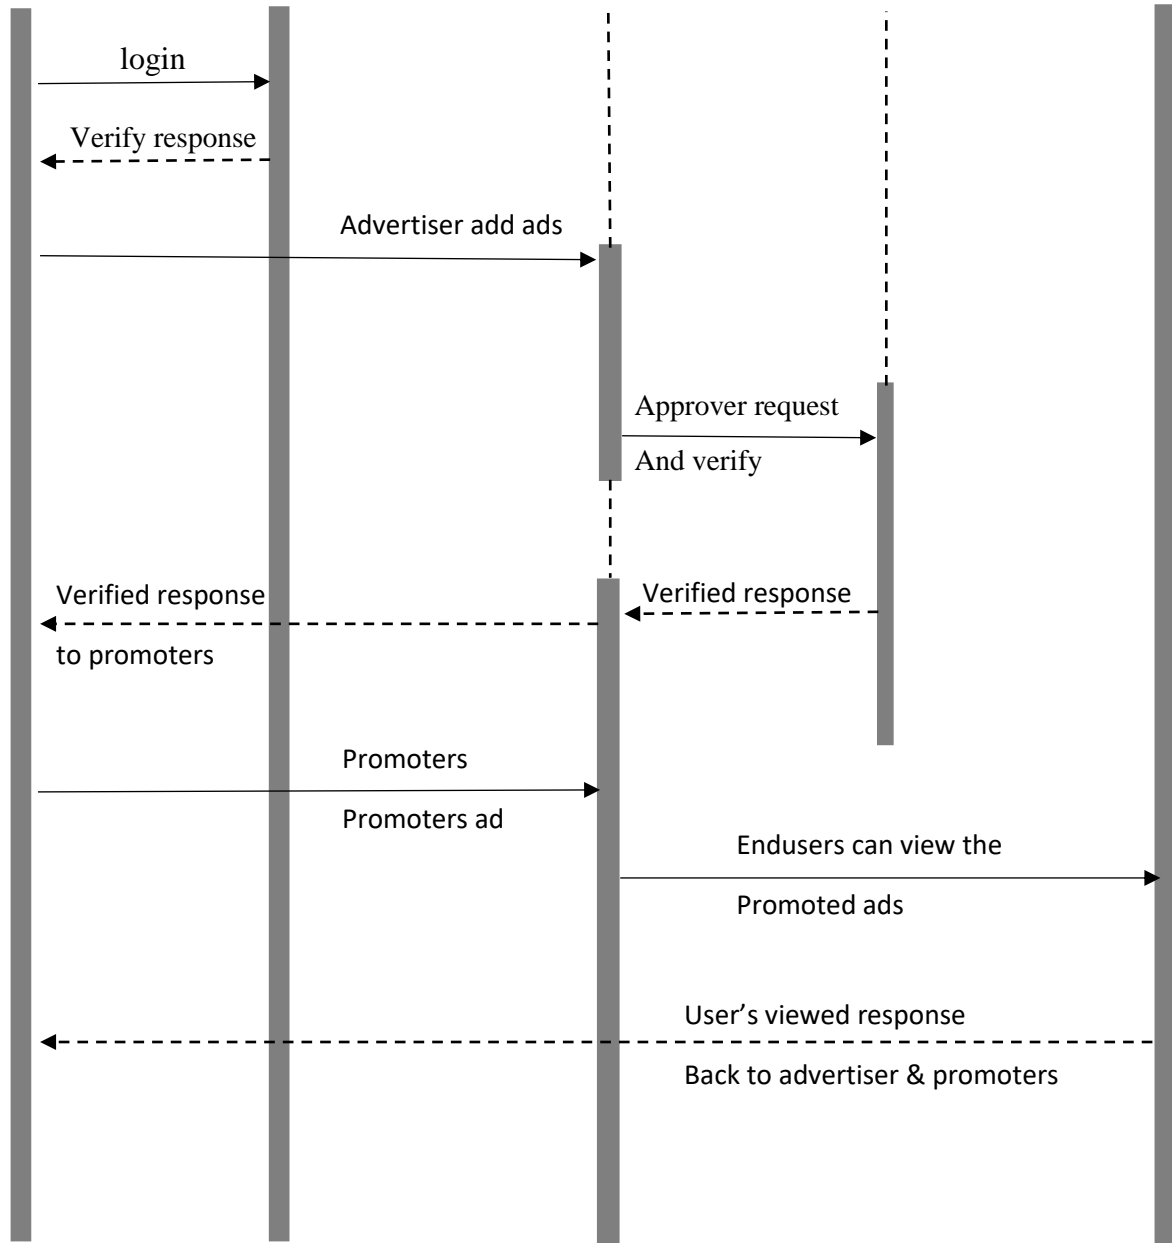 login
Verify response
Advertiser add ads
Approver request
And verify
Verified response
Verified response
to promoters
Promoters
Promoters ad
Endusers can view the
Promoted ads
User’s viewed response
Back to advertiser & promoters